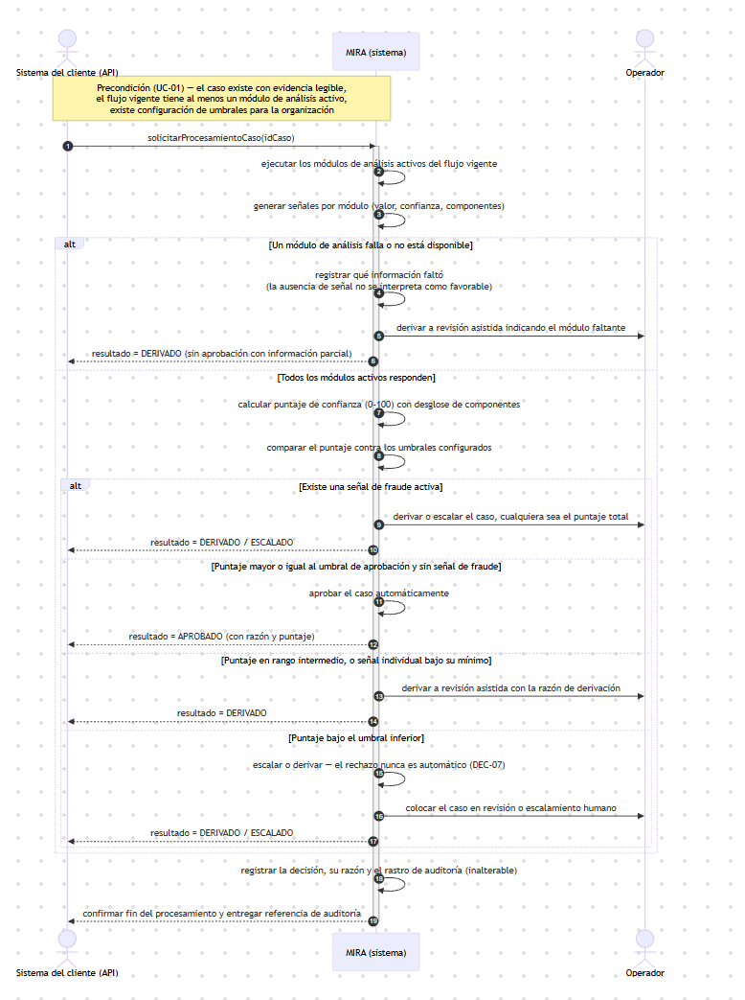 MIRA (sistema)
Sistema del cliente (API)
Operador
Precondición (UC-01) — el caso existe con evidencia legible,
el flujo vigente tiene al menos un módulo de análisis activo,
existe configuración de umbrales para la organización
solicitarProcesamientoCaso(idCaso)
1
ejecutar los módulos de análisis activos del flujo vigente
2
generar señales por módulo (valor, confianza, componentes)
3
alt
[Un módulo de análisis falla o no está disponible]
registrar qué información faltó
(la ausencia de señal no se interpreta como favorable)
4
derivar a revisión asistida indicando el módulo faltante
5
resultado = DERIVADO (sin aprobación con información parcial)
6
[Todos los módulos activos responden]
calcular puntaje de confianza (0-100) con desglose de componentes
7
comparar el puntaje contra los umbrales configurados
8
alt
[Existe una señal de fraude activa]
derivar o escalar el caso, cualquiera sea el puntaje total
9
resultado = DERIVADO / ESCALADO
10
[Puntaje mayor o igual al umbral de aprobación y sin señal de fraude]
aprobar el caso automáticamente
11
resultado = APROBADO (con razón y puntaje)
12
[Puntaje en rango intermedio, o señal individual bajo su mínimo]
derivar a revisión asistida con la razón de derivación
13
resultado = DERIVADO
14
[Puntaje bajo el umbral inferior]
escalar o derivar — el rechazo nunca es automático (DEC-07)
15
colocar el caso en revisión o escalamiento humano
16
resultado = DERIVADO / ESCALADO
17
registrar la decisión, su razón y el rastro de auditoría (inalterable)
18
confirmar fin del procesamiento y entregar referencia de auditoría
19
MIRA (sistema)
Sistema del cliente (API)
Operador